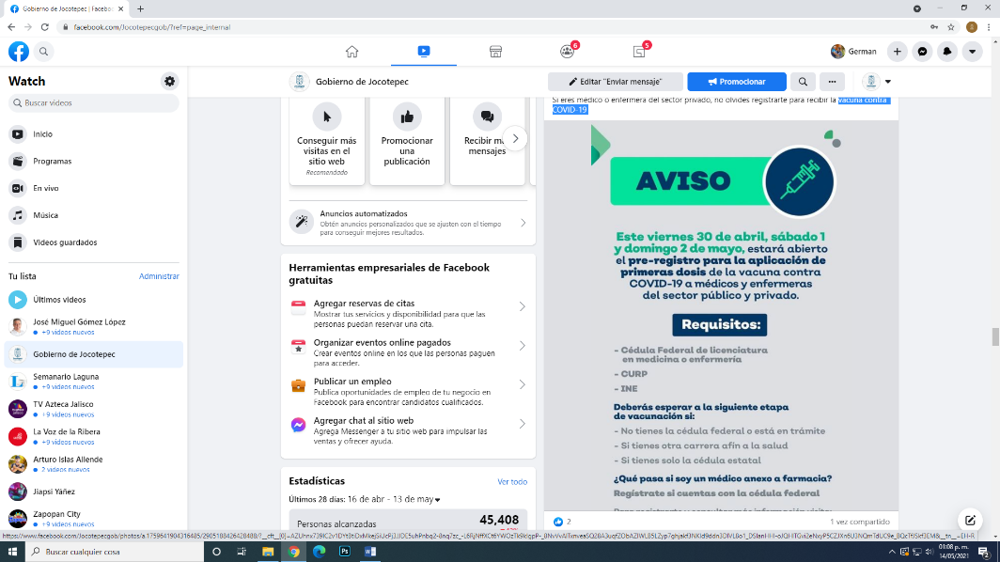 Gobierno de Jocotepec | Facebook
facebook.com/Jocotepecgob/?ref=page_internal
6
5
German
Watch
Gobierno de Jocotepec
Editar "Enviar mensaje"
Promocionar
Buscar videos
Inicio
Programas
En vivo
Música
Videos guardados
Tu lista
Administrar
Últimos videos
José Miguel Gómez López
+9 videos nuevos
Gobierno de Jocotepec
Semanario Laguna
+9 videos nuevos
TV Azteca Jalisco
+9 videos nuevos
La Voz de la Ribera
+9 videos nuevos
Arturo Islas Allende
2 videos nuevos
Jiapsi Yáñez
Zapopan City
+9 videos nuevos
Conseguir más
visitas en el
sitio web
Recomendado
Promocionar
una
publicación
Recibir más
mensajes
Anuncios automatizados
Obtén anuncios personalizados que se ajusten con el tiempo
para conseguir mejores resultados.
Herramientas empresariales de Facebook
gratuitas
Agregar reservas de citas
Mostrar tus servicios y disponibilidad para que las
personas puedan reservar una cita.
Organizar eventos online pagados
Crear eventos online en los que las personas paguen
para acceder.
Publicar un empleo
Publica oportunidades de empleo de tu negocio en
Facebook para encontrar candidatos cualificados.
Agregar chat al sitio web
Agrega Messenger a tu sitio web para impulsar las
ventas y ofrecer ayuda.
Estadísticas
Ver todo
Últimos 28 días: 16 de abr - 13 de may
Personas alcanzadas
45,408
Si eres médico o enfermera del sector privado, no olvides registrarte para recibir la vacuna contra
COVID-19.
AVISO
Este viernes 30 de abril, sábado 1
y domingo 2 de mayo, estará abierto
el pre-registro para la aplicación de
primeras dosis de la vacuna contra
COVID-19 a médicos y enfermeras
del sector público y privado.
Requisitos:
- Cédula Federal de licenciatura
en medicina o enfermería
- CURP
- INE
Deberás esperar a la siguiente etapa
de vacunación si:
- No tienes la cédula federal o está en trámite
- Si tienes otra carrera afín a la salud
- Si tienes solo la cédula estatal
¿Qué pasa si soy un médico anexo a farmacia?
Regístrate si cuentas con la cédula federal
2
1 vez compartido
Buscar cualquier cosa
01:08 p. m.
14/05/2021
2